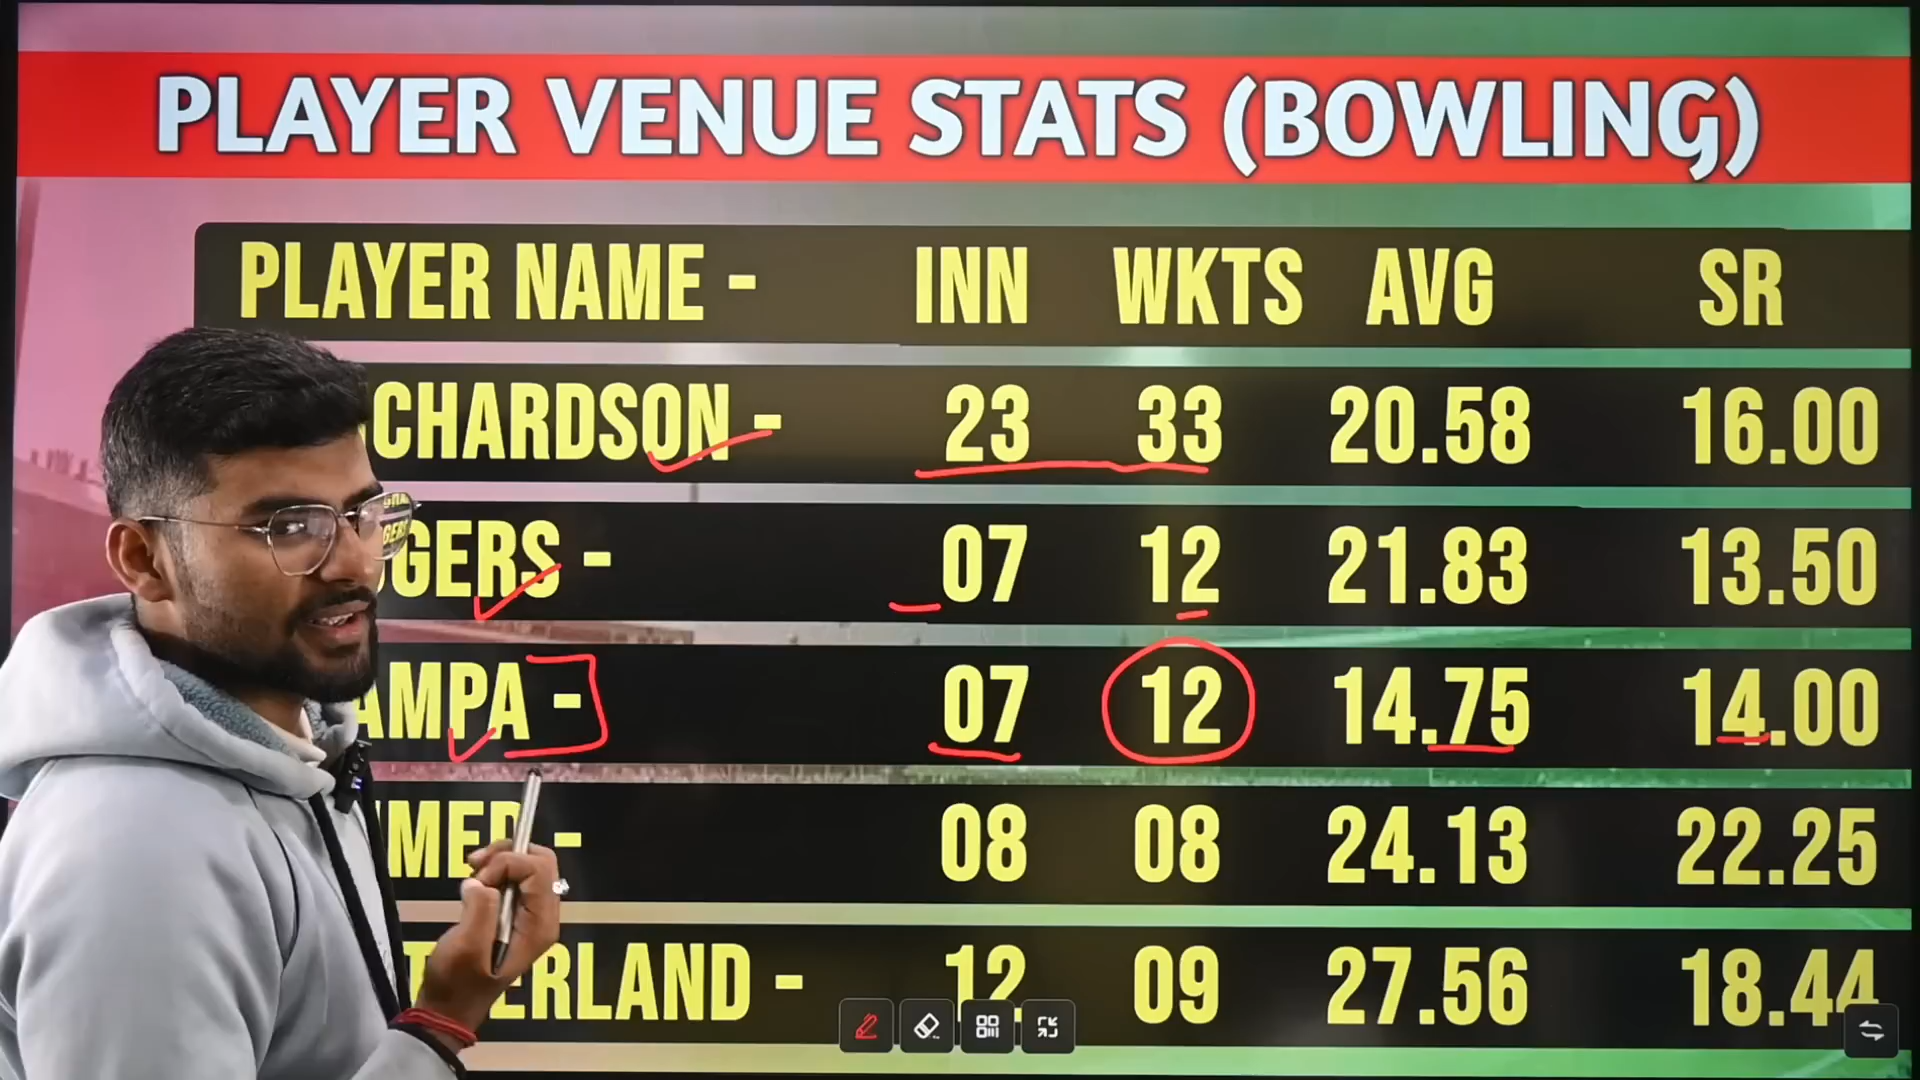 PLAYER VENUE STATS (BOWLING)
PLAYER NAME - INN WKTS AVG SR
CHARDSON - 23 33 20.58 16.00
GERS - 07 12 21.83 13.50
AMPA - 07 12 14.75 14.00
MER - 08 08 24.13 22.25
ERLAND - 12 09 27.56 18.44